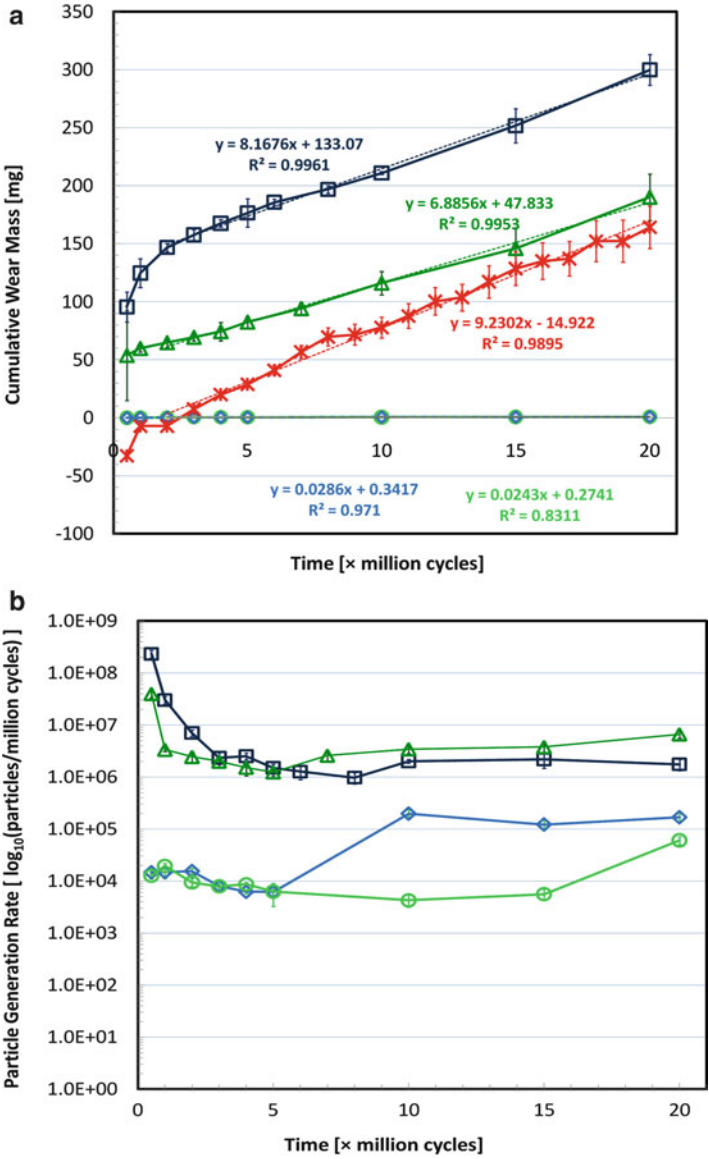 a
300
250
200
150
100
50
0
-50
-100
Cumulative Wear Mass [mg]
y = 8.1676x + 133.07
R² = 0.9961
y = 6.8856x + 47.833
R² = 0.9953
y = 9.2302x - 14.922
R² = 0.9895
0 5 10 15 20
y = 0.0286x + 0.3417
R² = 0.971
y = 0.0243x + 0.2741
R² = 0.8311
Time [× million cycles]
b
1.0E+09
1.0E+08
1.0E+07
1.0E+06
1.0E+05
1.0E+04
1.0E+03
1.0E+02
1.0E+01
1.0E+00
Particle Generation Rate [ log₁₀(particles/million cycles) ]
0 5 10 15 20
Time [× million cycles]